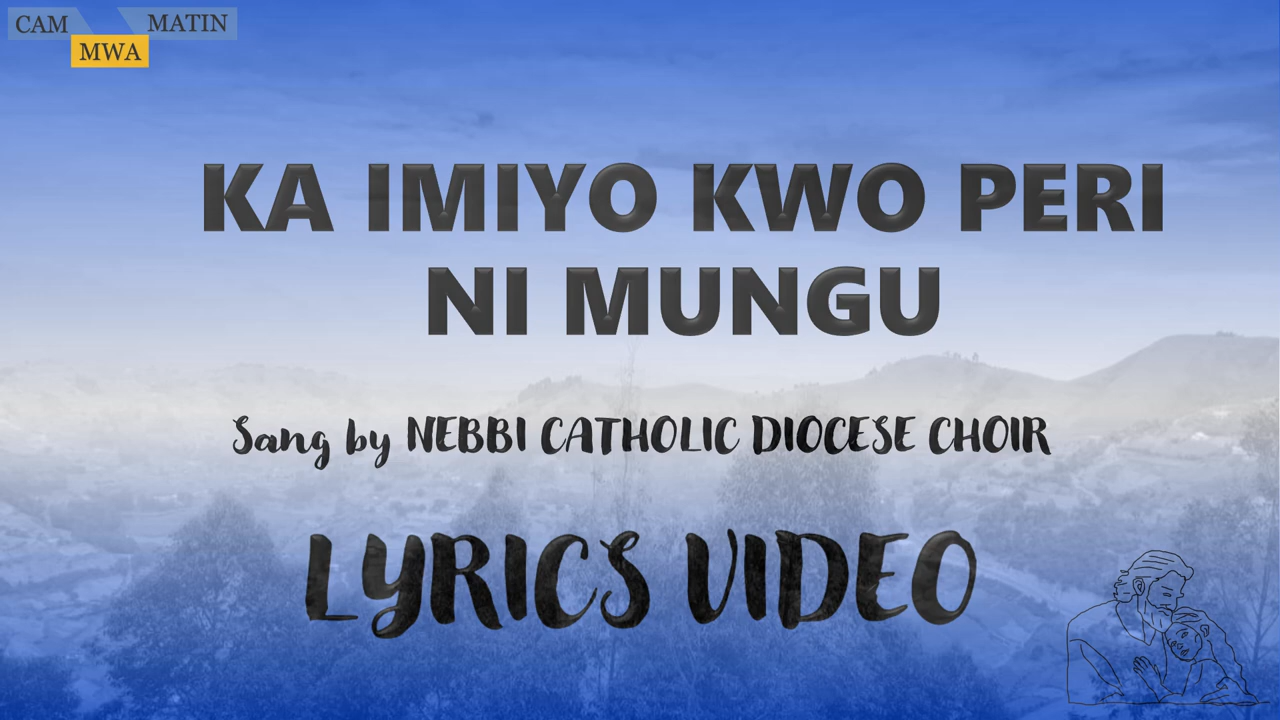 CAM MATIN
MWA
KA IMIYO KWO PERI
NI MUNGU
Sang by NEBBI CATHOLIC DIOCESE CHOIR
LYRICS VIDEO